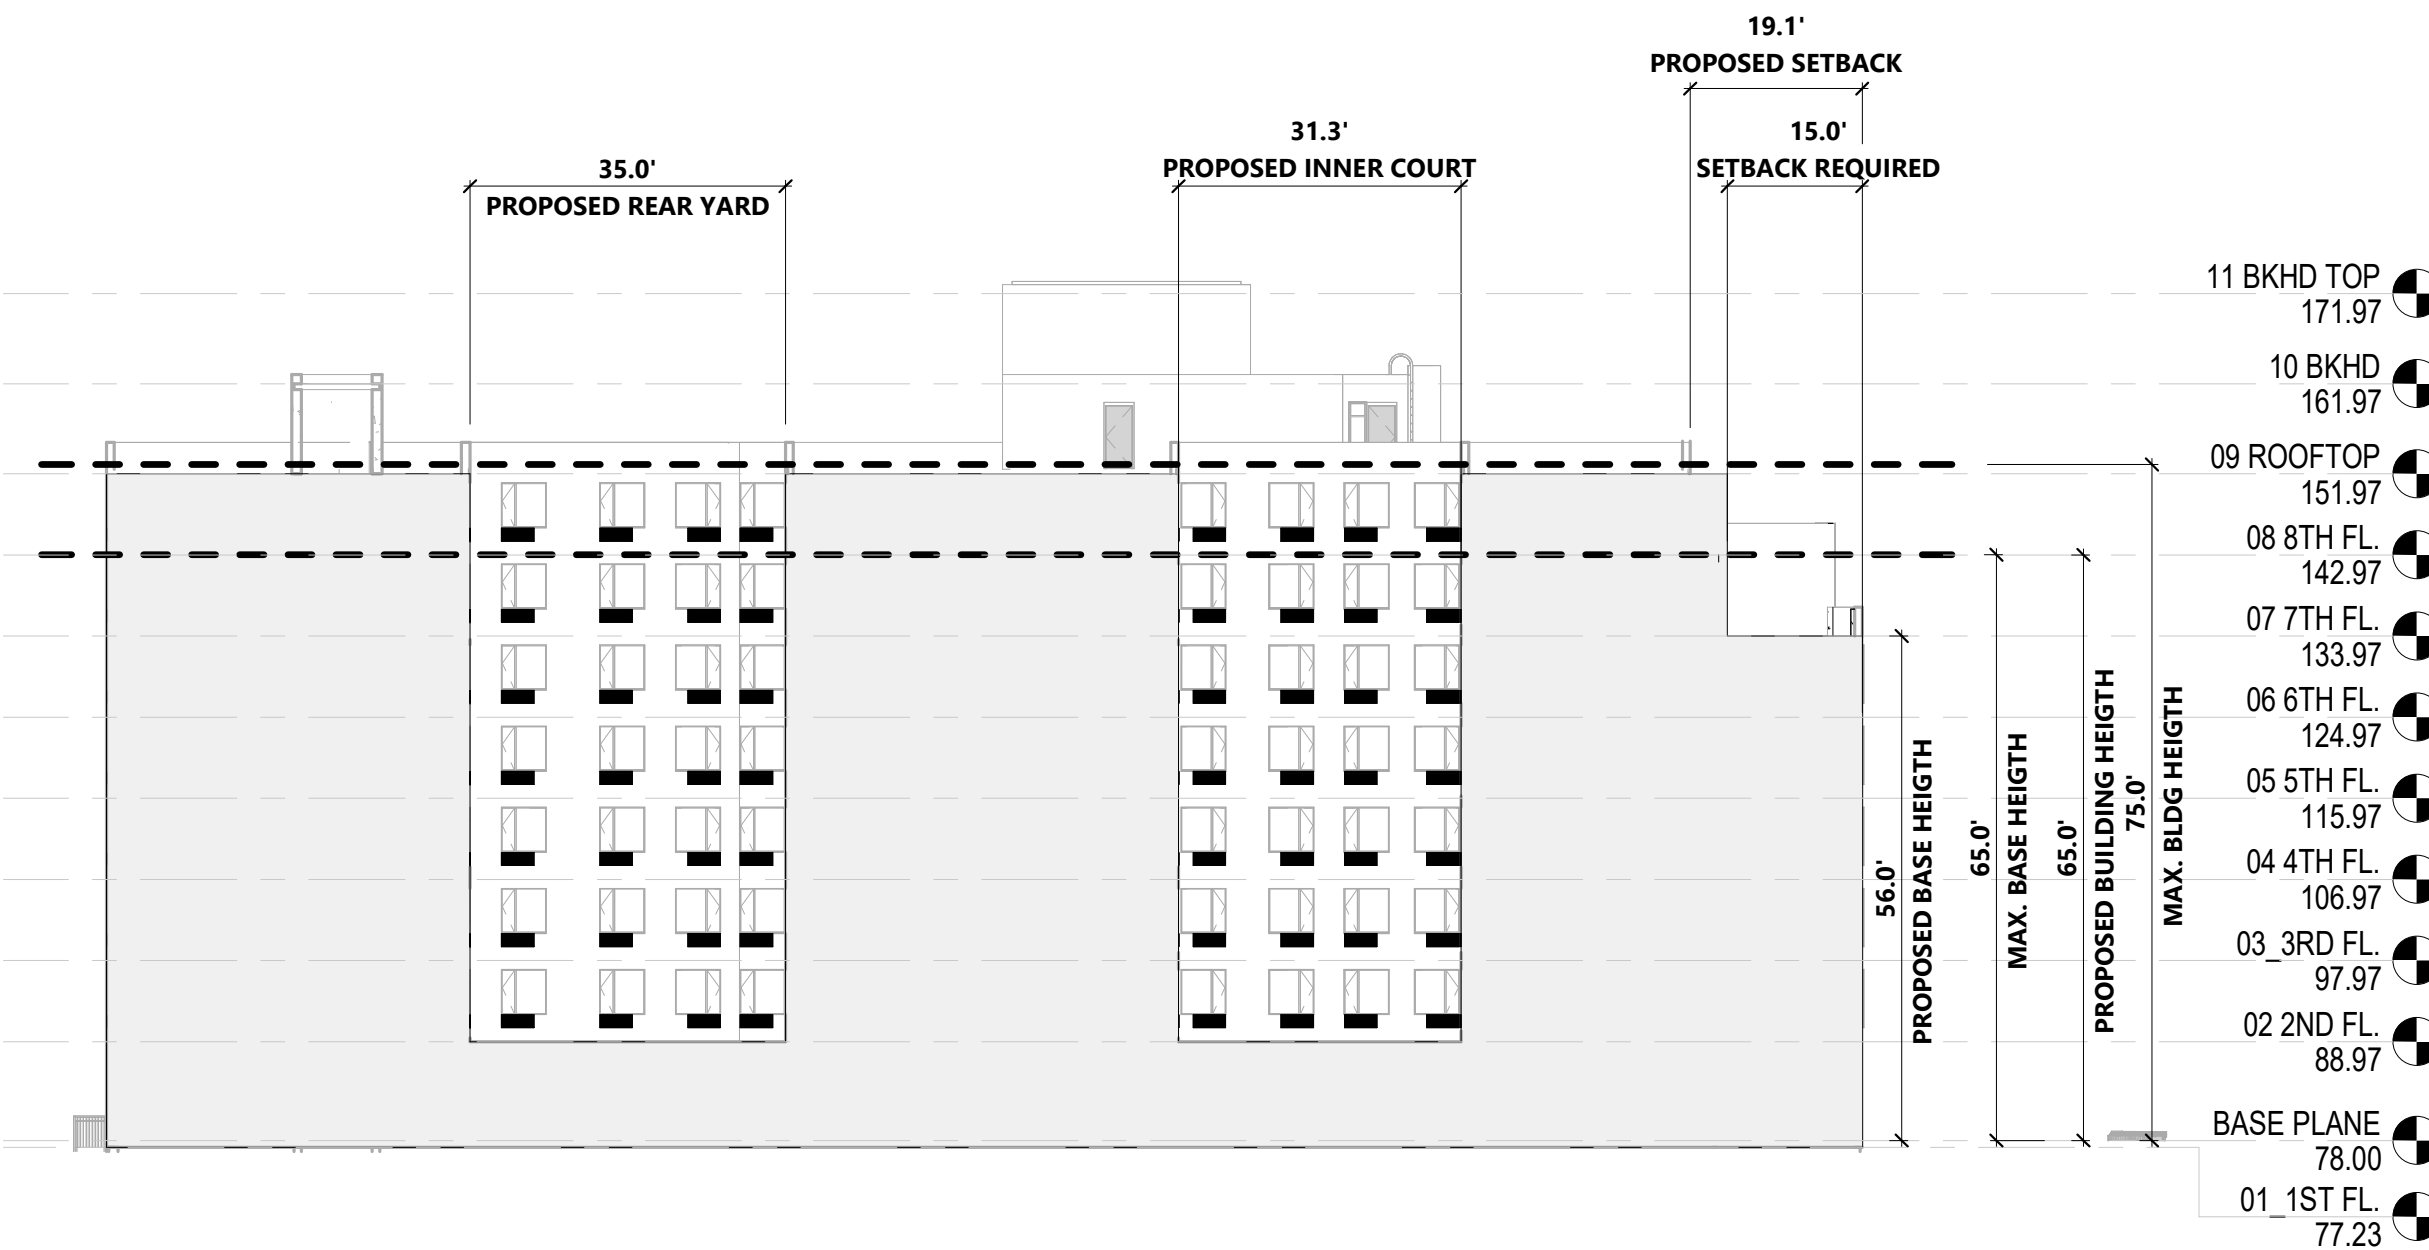 19.1'
PROPOSED SETBACK
31.3'
PROPOSED INNER COURT
15.0'
SETBACK REQUIRED
35.0'
PROPOSED REAR YARD
11 BKHD TOP
171.97
10 BKHD
161.97
09 ROOFTOP
151.97
08 8TH FL.
142.97
07 7TH FL.
133.97
06 6TH FL.
124.97
05 5TH FL.
115.97
04 4TH FL.
106.97
03_3RD FL.
97.97
02 2ND FL.
88.97
BASE PLANE
78.00
01_1ST FL.
77.23
56.0'
PROPOSED BASE HEIGTH
65.0'
MAX. BASE HEIGTH
65.0'
PROPOSED BUILDING HEIGTH
75.0'
MAX. BLDG HEIGTH